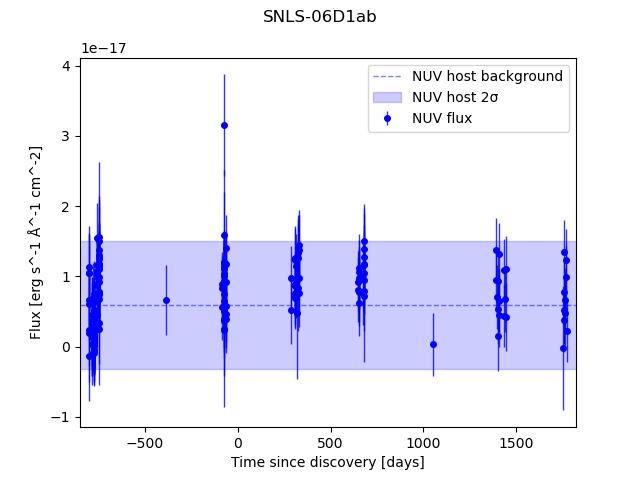 SNLS-06D1ab
1e−17
NUV host background
NUV host 2σ
NUV flux
4
3
2
1
0
−1
Flux [erg s^-1 Å^-1 cm^-2]
−500
0
500
1000
1500
Time since discovery [days]